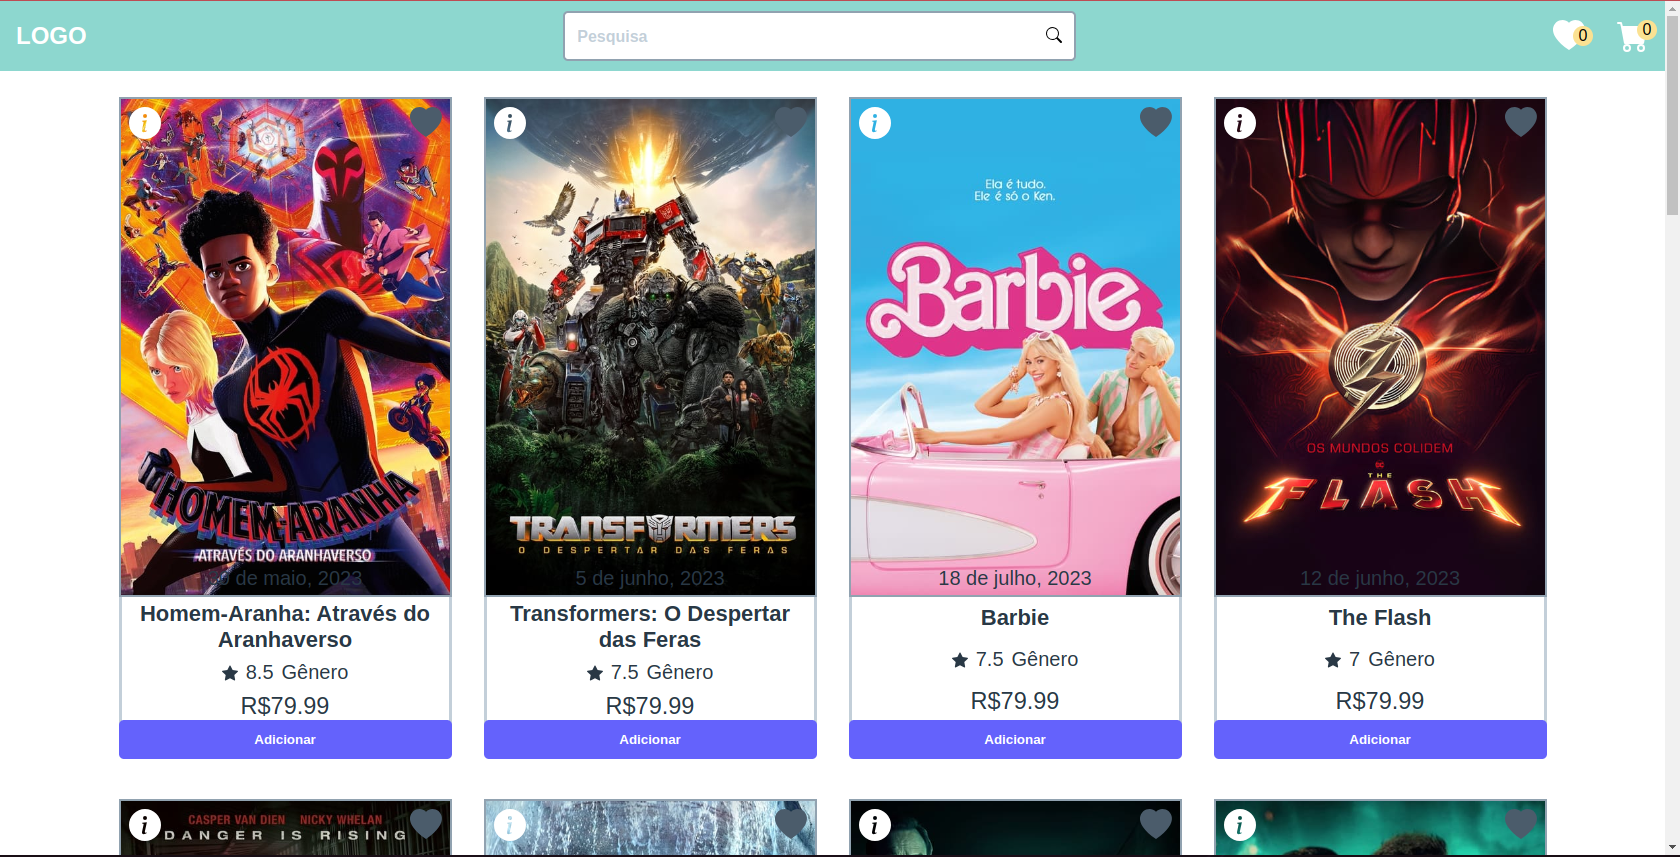 LOGO
Pesquisa
0
0
i
i
i
i
Ela é tudo.
Ele é só o Ken.
Barbie
OS MUNDOS COLIDEM
DC
THE
FLASH
HOMEM-ARANHA
ATRAVÉS DO ARANHAVERSO
TRANSFORMERS
O DESPERTAR DAS FERAS
de maio, 2023
5 de junho, 2023
18 de julho, 2023
12 de junho, 2023
Homem-Aranha: Através do
Aranhaverso
Transformers: O Despertar
das Feras
Barbie
The Flash
8.5 Gênero
7.5 Gênero
7.5 Gênero
7 Gênero
R$79.99
R$79.99
R$79.99
R$79.99
Adicionar
Adicionar
Adicionar
Adicionar
i
i
i
i
CASPER VAN DIEN NICKY WHELAN
DANGER IS RISING